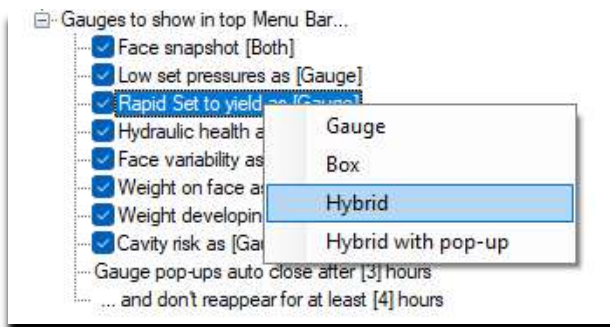 Gauges to show in top Menu Bar...
Face snapshot [Both]
Low set pressures as [Gauge]
Rapid Set to yield as [Gauge]
Hydraulic health a
Face variability as
Weight on face as
Weight developin
Cavity risk as [Gau
Gauge
Box
Hybrid
Hybrid with pop-up
Gauge pop-ups auto close after [3] hours
... and don't reappear for at least [4] hours